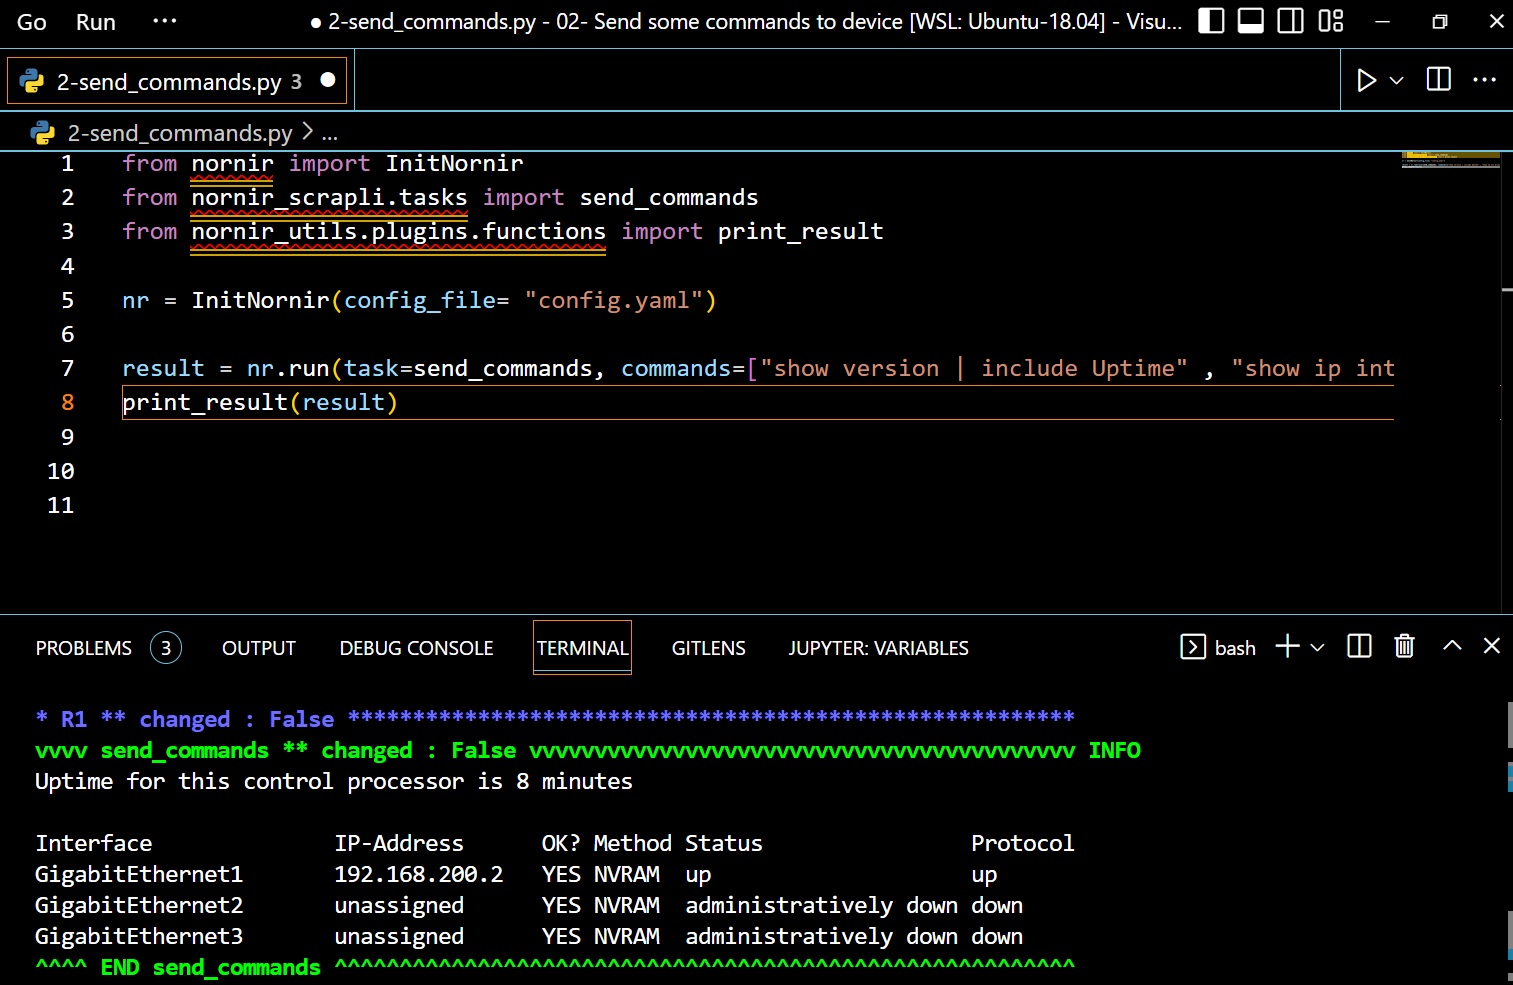 Go Run ··· ● 2-send_commands.py - 02- Send some commands to device [WSL: Ubuntu-18.04] - Visu...
2-send_commands.py 3 ●
2-send_commands.py > ...
1 from nornir import InitNornir
2 from nornir_scrapli.tasks import send_commands
3 from nornir_utils.plugins.functions import print_result
4
5 nr = InitNornir(config_file= "config.yaml")
6
7 result = nr.run(task=send_commands, commands=["show version | include Uptime" , "show ip int
8 print_result(result)
9
10
11
PROBLEMS 3 OUTPUT DEBUG CONSOLE TERMINAL GITLENS JUPYTER: VARIABLES bash
* R1 ** changed : False ********************************************************
vvvv send_commands ** changed : False vvvvvvvvvvvvvvvvvvvvvvvvvvvvvvvvvvvvvvvvvv INFO
Uptime for this control processor is 8 minutes
Interface IP-Address OK? Method Status Protocol
GigabitEthernet1 192.168.200.2 YES NVRAM up up
GigabitEthernet2 unassigned YES NVRAM administratively down down
GigabitEthernet3 unassigned YES NVRAM administratively down down
^^^^ END send_commands ^^^^^^^^^^^^^^^^^^^^^^^^^^^^^^^^^^^^^^^^^^^^^^^^^^^^^^^^^